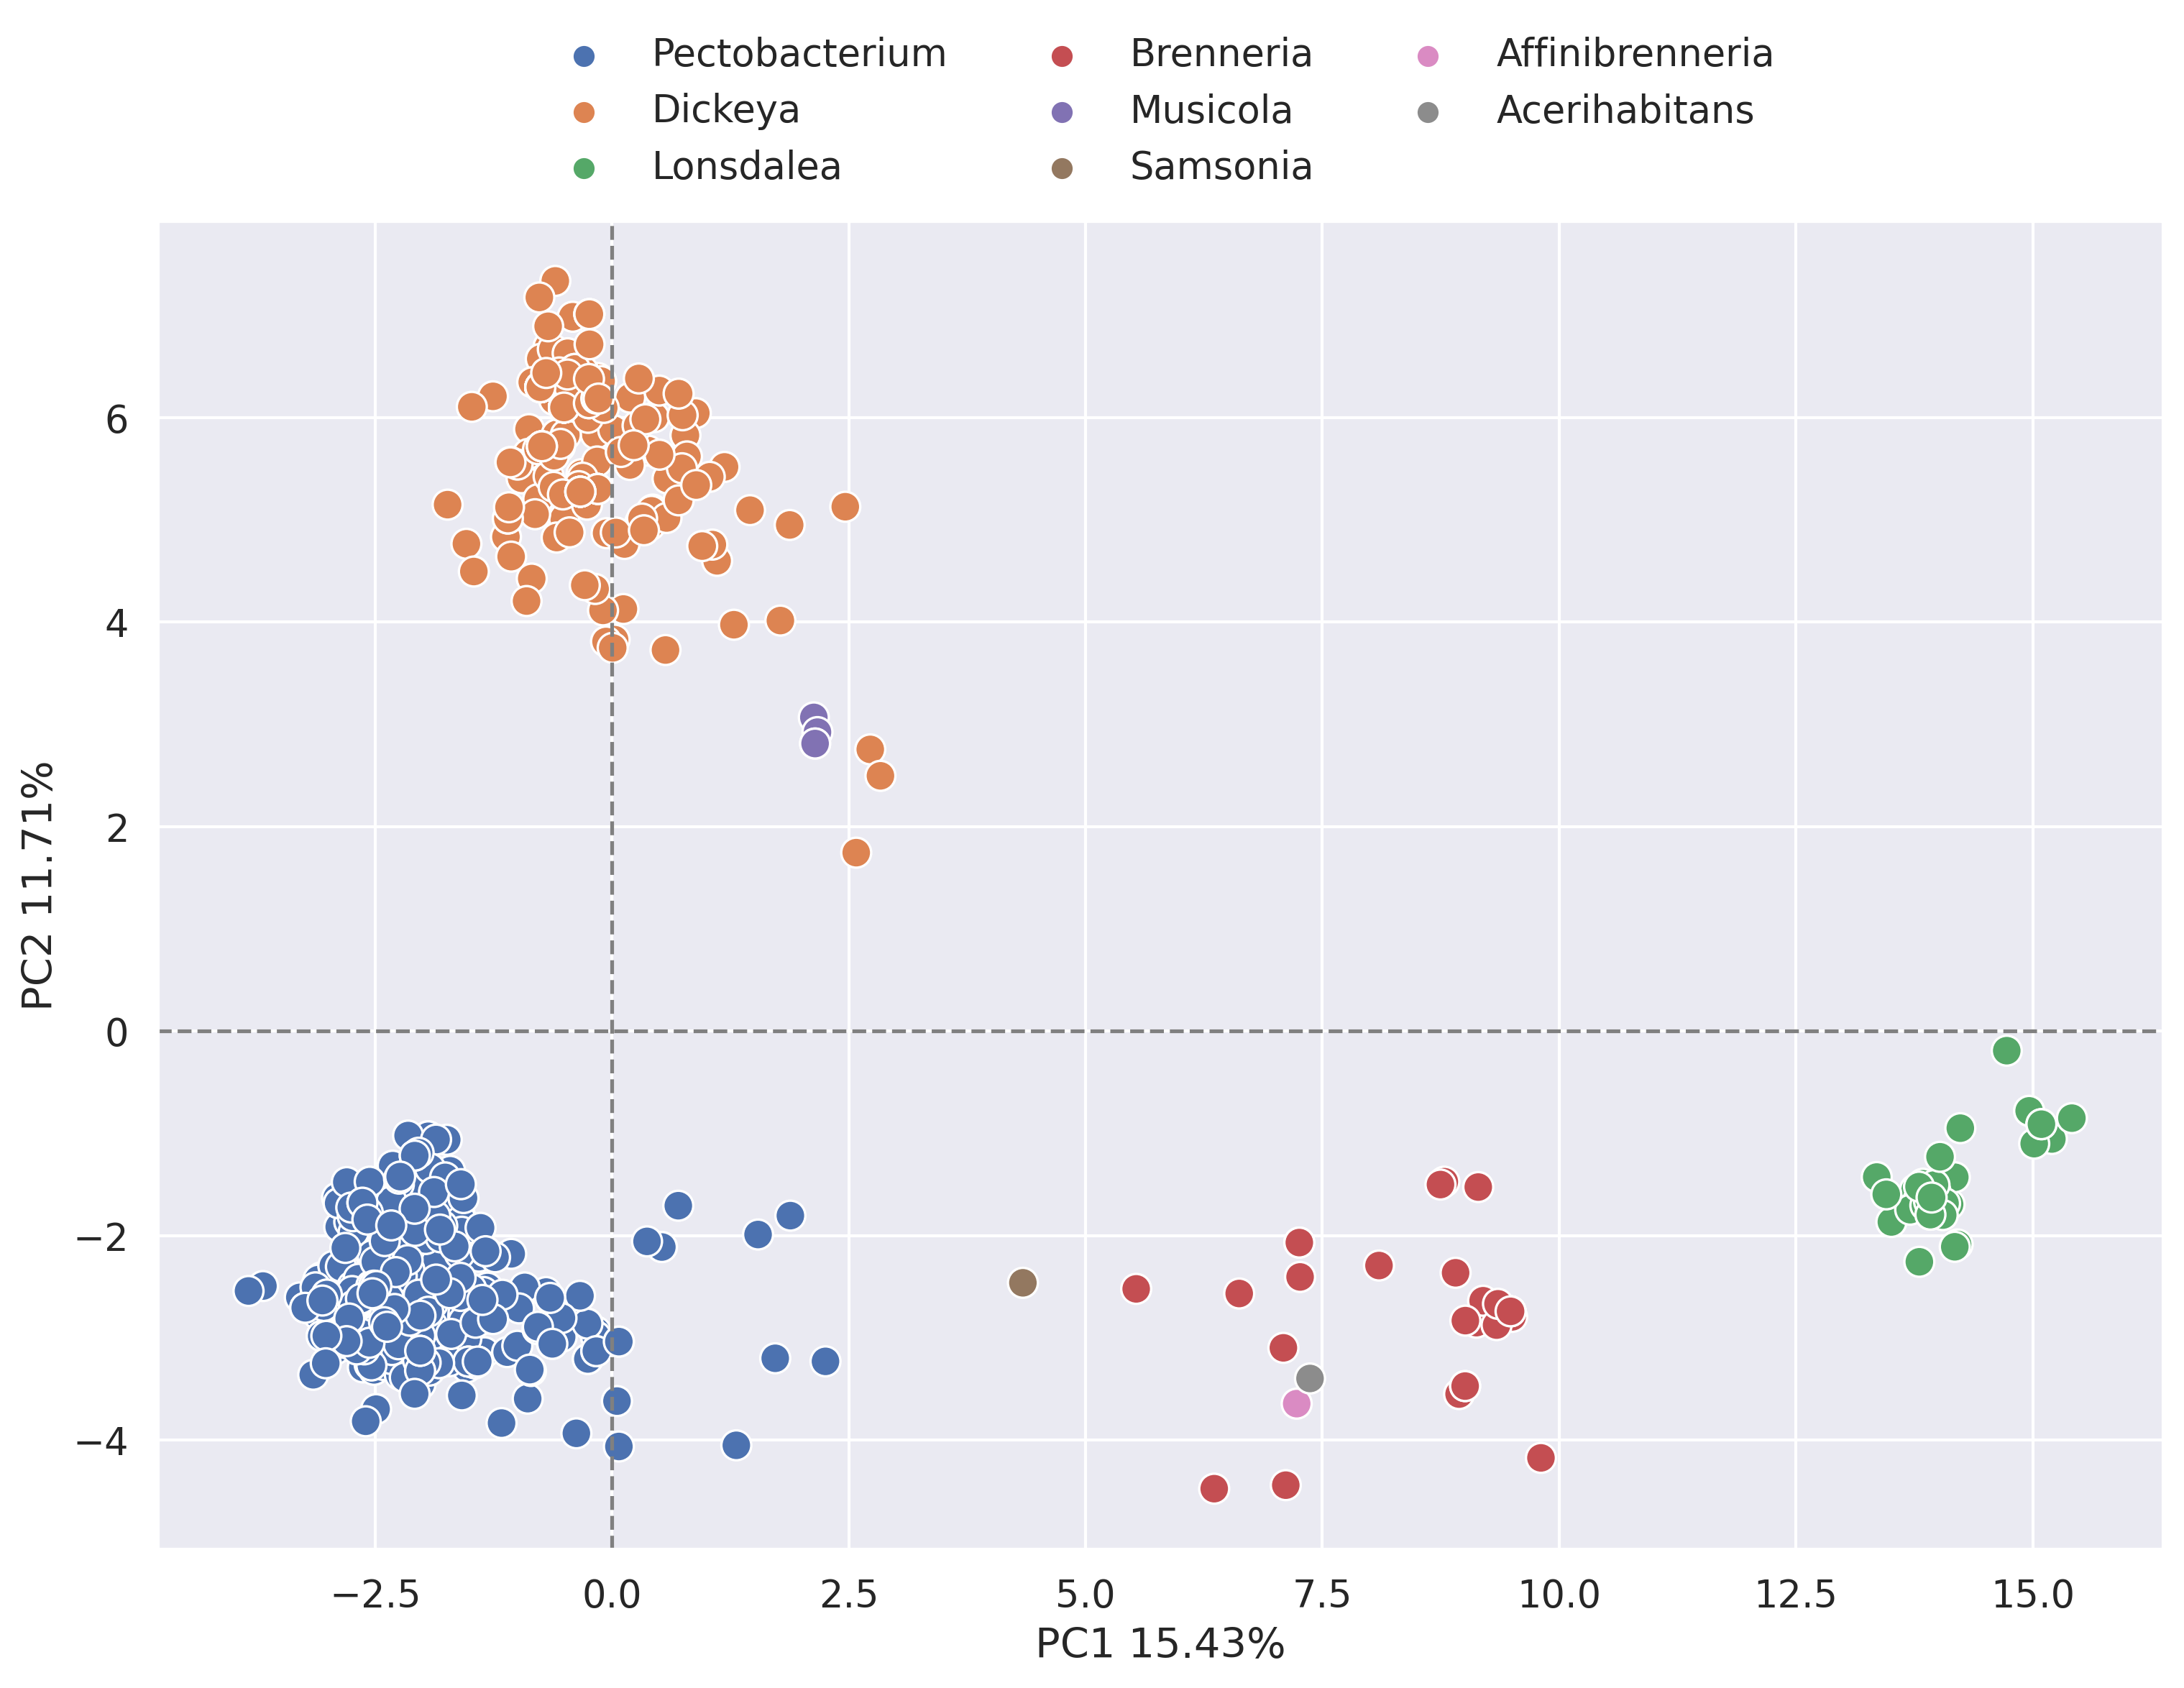 Pectobacterium
Dickeya
Lonsdalea
Brenneria
Musicola
Samsonia
Affinibrenneria
Acerihabitans
PC2 11.71%
6
4
2
0
−2
−4
−2.5 0.0 2.5 5.0 7.5 10.0 12.5 15.0
PC1 15.43%